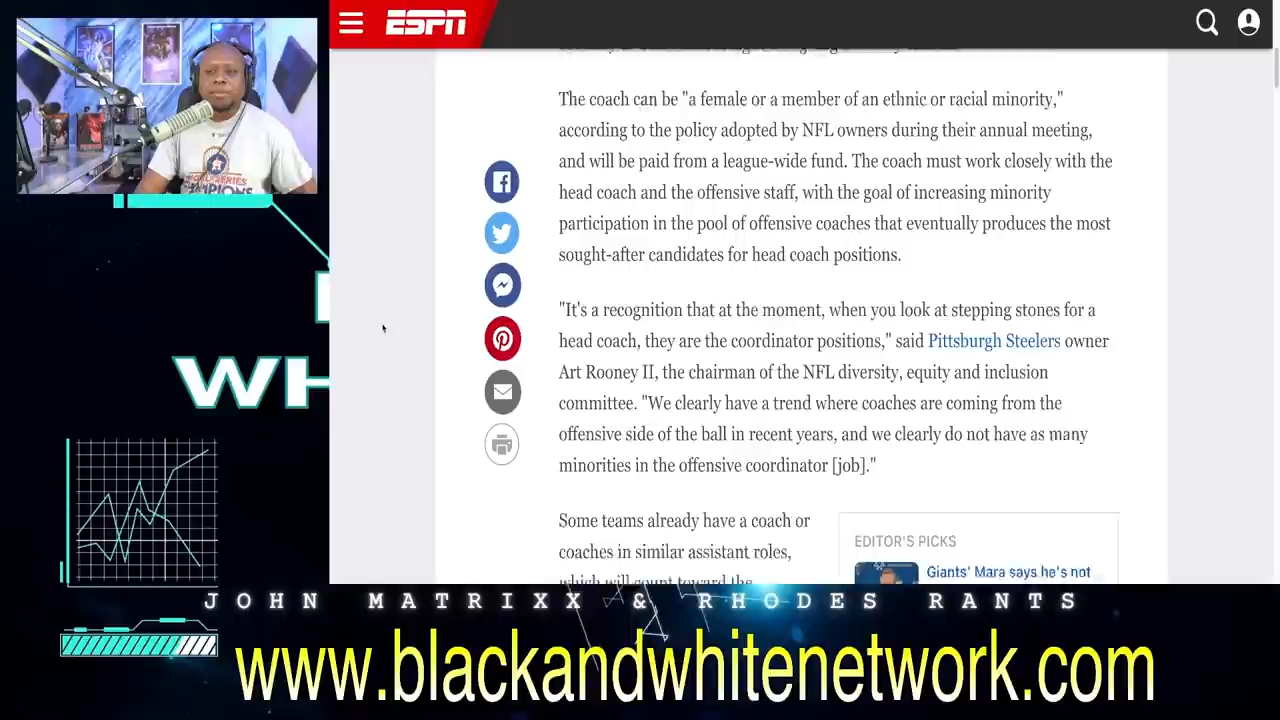 ESPN
The coach can be "a female or a member of an ethnic or racial minority,"
according to the policy adopted by NFL owners during their annual meeting,
and will be paid from a league-wide fund. The coach must work closely with the
head coach and the offensive staff, with the goal of increasing minority
participation in the pool of offensive coaches that eventually produces the most
sought-after candidates for head coach positions.
"It's a recognition that at the moment, when you look at stepping stones for a
head coach, they are the coordinator positions," said Pittsburgh Steelers owner
Art Rooney II, the chairman of the NFL diversity, equity and inclusion
committee. "We clearly have a trend where coaches are coming from the
offensive side of the ball in recent years, and we clearly do not have as many
minorities in the offensive coordinator [job]."
Some teams already have a coach or
coaches in similar assistant roles,
which will count toward the
EDITOR'S PICKS
Giants' Mara says he's not
WH
JOHN MATRIXX & RHODES RANTS
www.blackandwhitenetwork.com